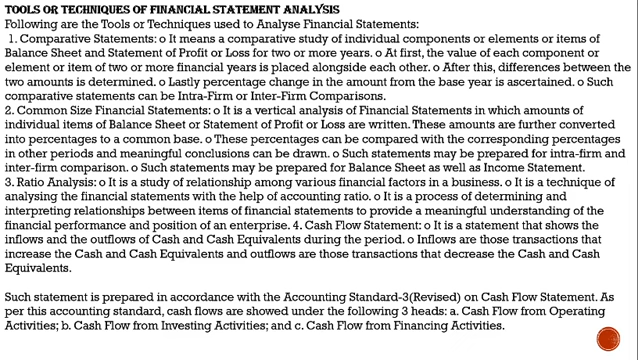 TOOLS OR TECHNIQUES OF FINANCIAL STATEMENT ANALYSIS
Following are the Tools or Techniques used to Analyse Financial Statements:
1. Comparative Statements: o It means a comparative study of individual components or elements or items of
Balance Sheet and Statement of Profit or Loss for two or more years. o At first, the value of each component or
element or item of two or more financial years is placed alongside each other. o After this, differences between the
two amounts is determined. o Lastly percentage change in the amount from the base year is ascertained. o Such
comparative statements can be Intra-Firm or Inter-Firm Comparisons.
2. Common Size Financial Statements: o It is a vertical analysis of Financial Statements in which amounts of
individual items of Balance Sheet or Statement of Profit or Loss are written. These amounts are further converted
into percentages to a common base. o These percentages can be compared with the corresponding percentages
in other periods and meaningful conclusions can be drawn. o Such statements may be prepared for intra-firm and
inter-firm comparison. o Such statements may be prepared for Balance Sheet as well as Income Statement.
3. Ratio Analysis: o It is a study of relationship among various financial factors in a business. o It is a technique of
analysing the financial statements with the help of accounting ratio. o It is a process of determining and
interpreting relationships between items of financial statements to provide a meaningful understanding of the
financial performance and position of an enterprise. 4. Cash Flow Statement: o It is a statement that shows the
inflows and the outflows of Cash and Cash Equivalents during the period. o Inflows are those transactions that
increase the Cash and Cash Equivalents and outflows are those transactions that decrease the Cash and Cash
Equivalents.
Such statement is prepared in accordance with the Accounting Standard-3(Revised) on Cash Flow Statement. As
per this accounting standard, cash flows are showed under the following 3 heads: a. Cash Flow from Operating
Activities; b. Cash Flow from Investing Activities; and c. Cash Flow from Financing Activities.